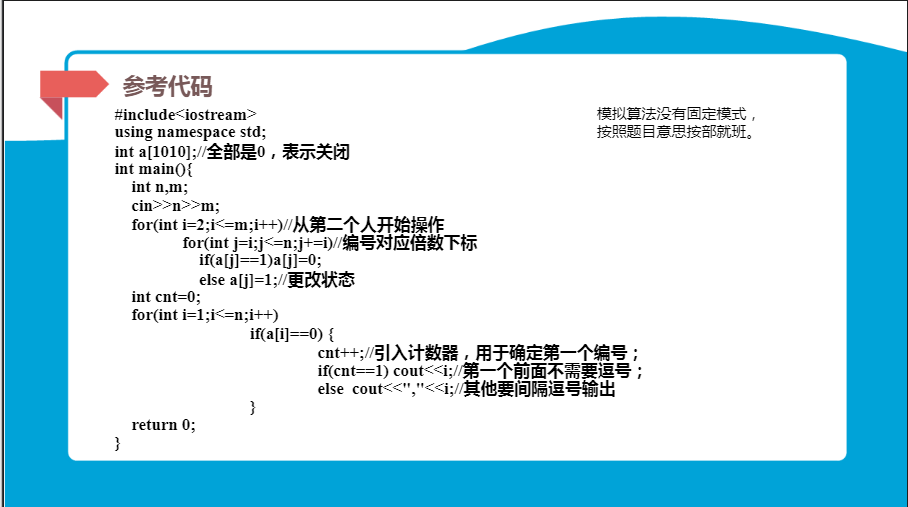 参考代码
#include<iostream>
using namespace std;
int a[1010];//全部是0，表示关闭
int main(){
int n,m;
cin>>n>>m;
for(int i=2;i<=m;i++)//从第二个人开始操作
for(int j=i;j<=n;j+=i)//编号对应倍数下标
if(a[j]==1)a[j]=0;
else a[j]=1;//更改状态
int cnt=0;
for(int i=1;i<=n;i++)
if(a[i]==0) {
cnt++;//引入计数器，用于确定第一个编号；
if(cnt==1) cout<<i;//第一个前面不需要逗号；
else  cout<<","<<i;//其他要间隔逗号输出
}
return 0;
}
模拟算法没有固定模式，
按照题目意思按部就班。